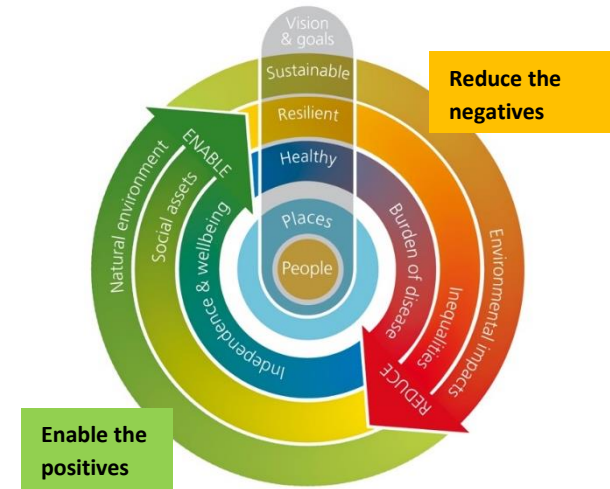 Vision
& goals
Sustainable
Resilient
Healthy
Places
People
Reduce the
negatives
ENABLE
Natural environment
Social assets
Independence & wellbeing
Burden of disease
Inequalities
Environmental impacts
REDUCE
Enable the
positives